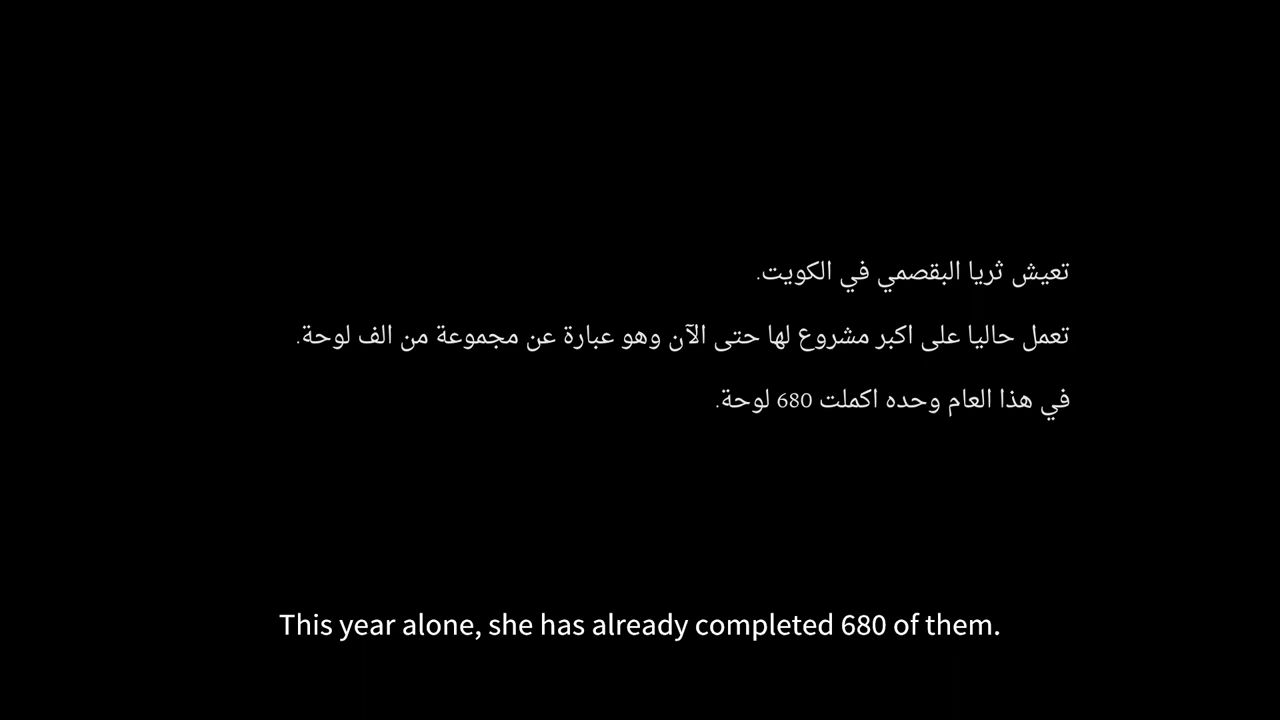 تعيش ثريا البقصمي في الكويت.
تعمل حاليا على اكبر مشروع لها حتى الآن وهو عبارة عن مجموعة من الف لوحة.
في هذا العام وحده اكملت 680 لوحة.
This year alone, she has already completed 680 of them.